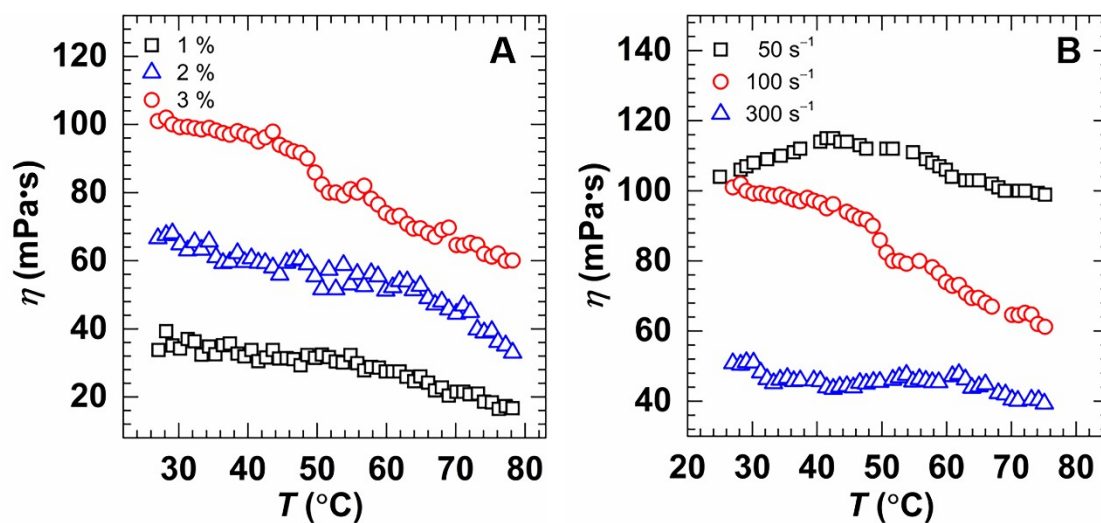 A
1 %
2 %
3 %
120
100
80
60
40
20
η (mPa•s)
30 40 50 60 70 80
T (°C)
B
50 s⁻¹
100 s⁻¹
300 s⁻¹
140
120
100
80
60
40
η (mPa•s)
20 30 40 50 60 70 80
T (°C)